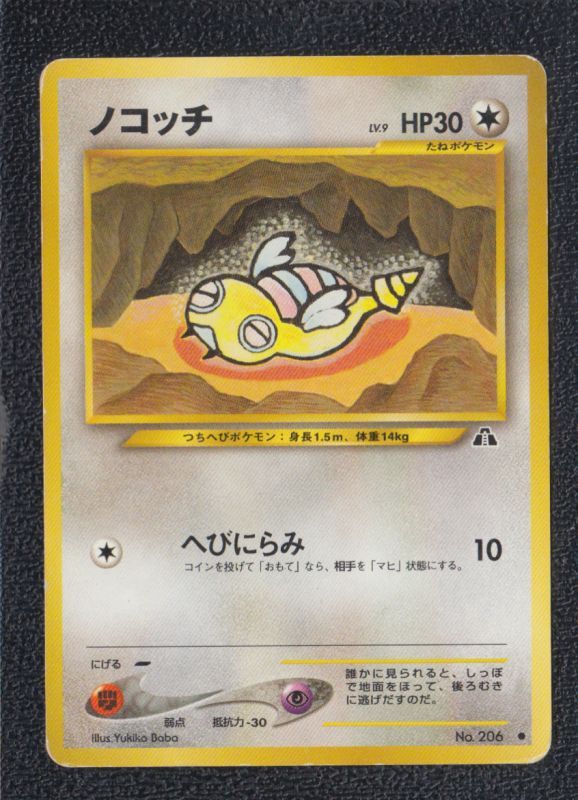 ノコッチ
LV.9 HP30
たねポケモン
つちへびポケモン：身長1.5m、体重14kg
へびにらみ 10
コインを投げて「おもて」なら、相手を「マヒ」状態にする。
にげる
弱点 抵抗力-30
誰かに見られると、しっぽ
で地面をほって、後ろむき
に逃げだすのだ。
Illus. Yukiko Baba
No. 206